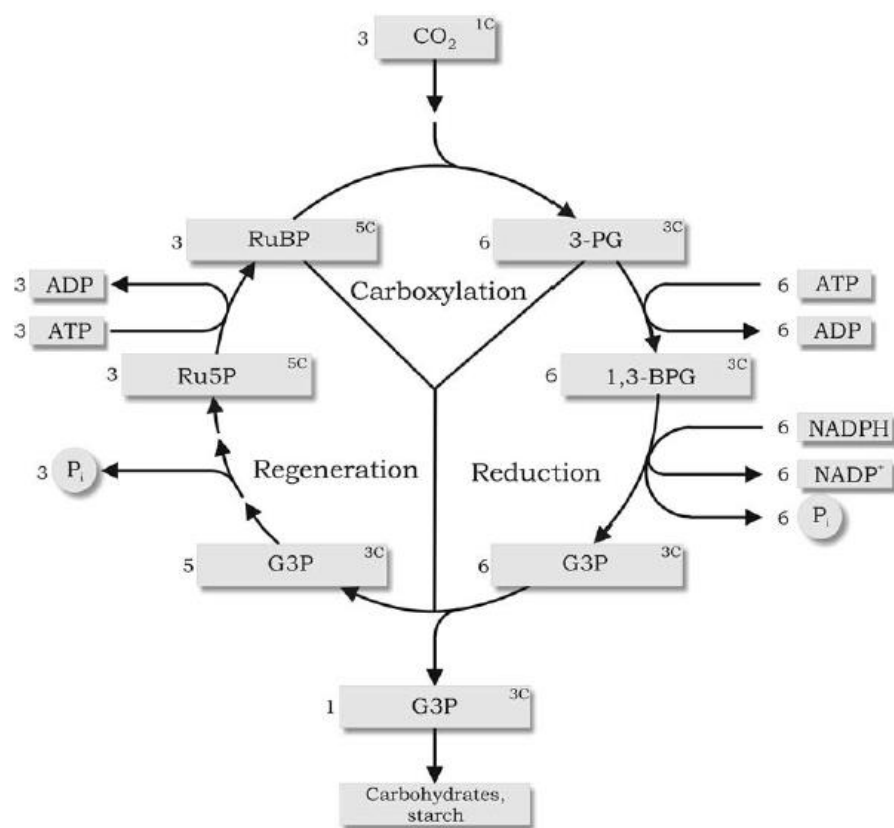 3 CO₂ 1C
3 RuBP 5C
6 3-PG 3C
Carboxylation
3 ADP
3 ATP
6 ATP
6 ADP
3 Ru5P 5C
6 1,3-BPG 3C
6 NADPH
6 NADP⁺
6 Pᵢ
3 Pᵢ
Regeneration
Reduction
5 G3P 3C
6 G3P 3C
1 G3P 3C
Carbohydrates,
starch